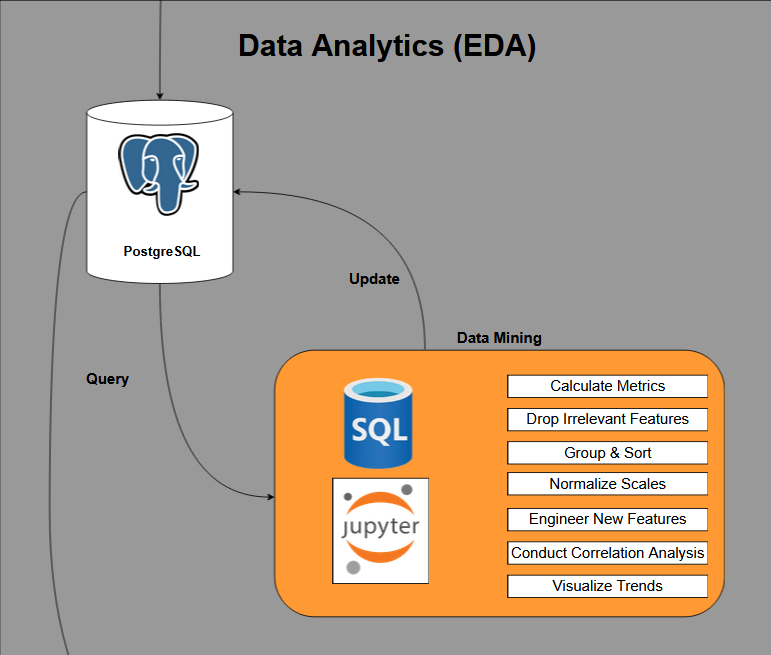 Data Analytics (EDA)
PostgreSQL
Update
Data Mining
Query
SQL
jupyter
Calculate Metrics
Drop Irrelevant Features
Group & Sort
Normalize Scales
Engineer New Features
Conduct Correlation Analysis
Visualize Trends